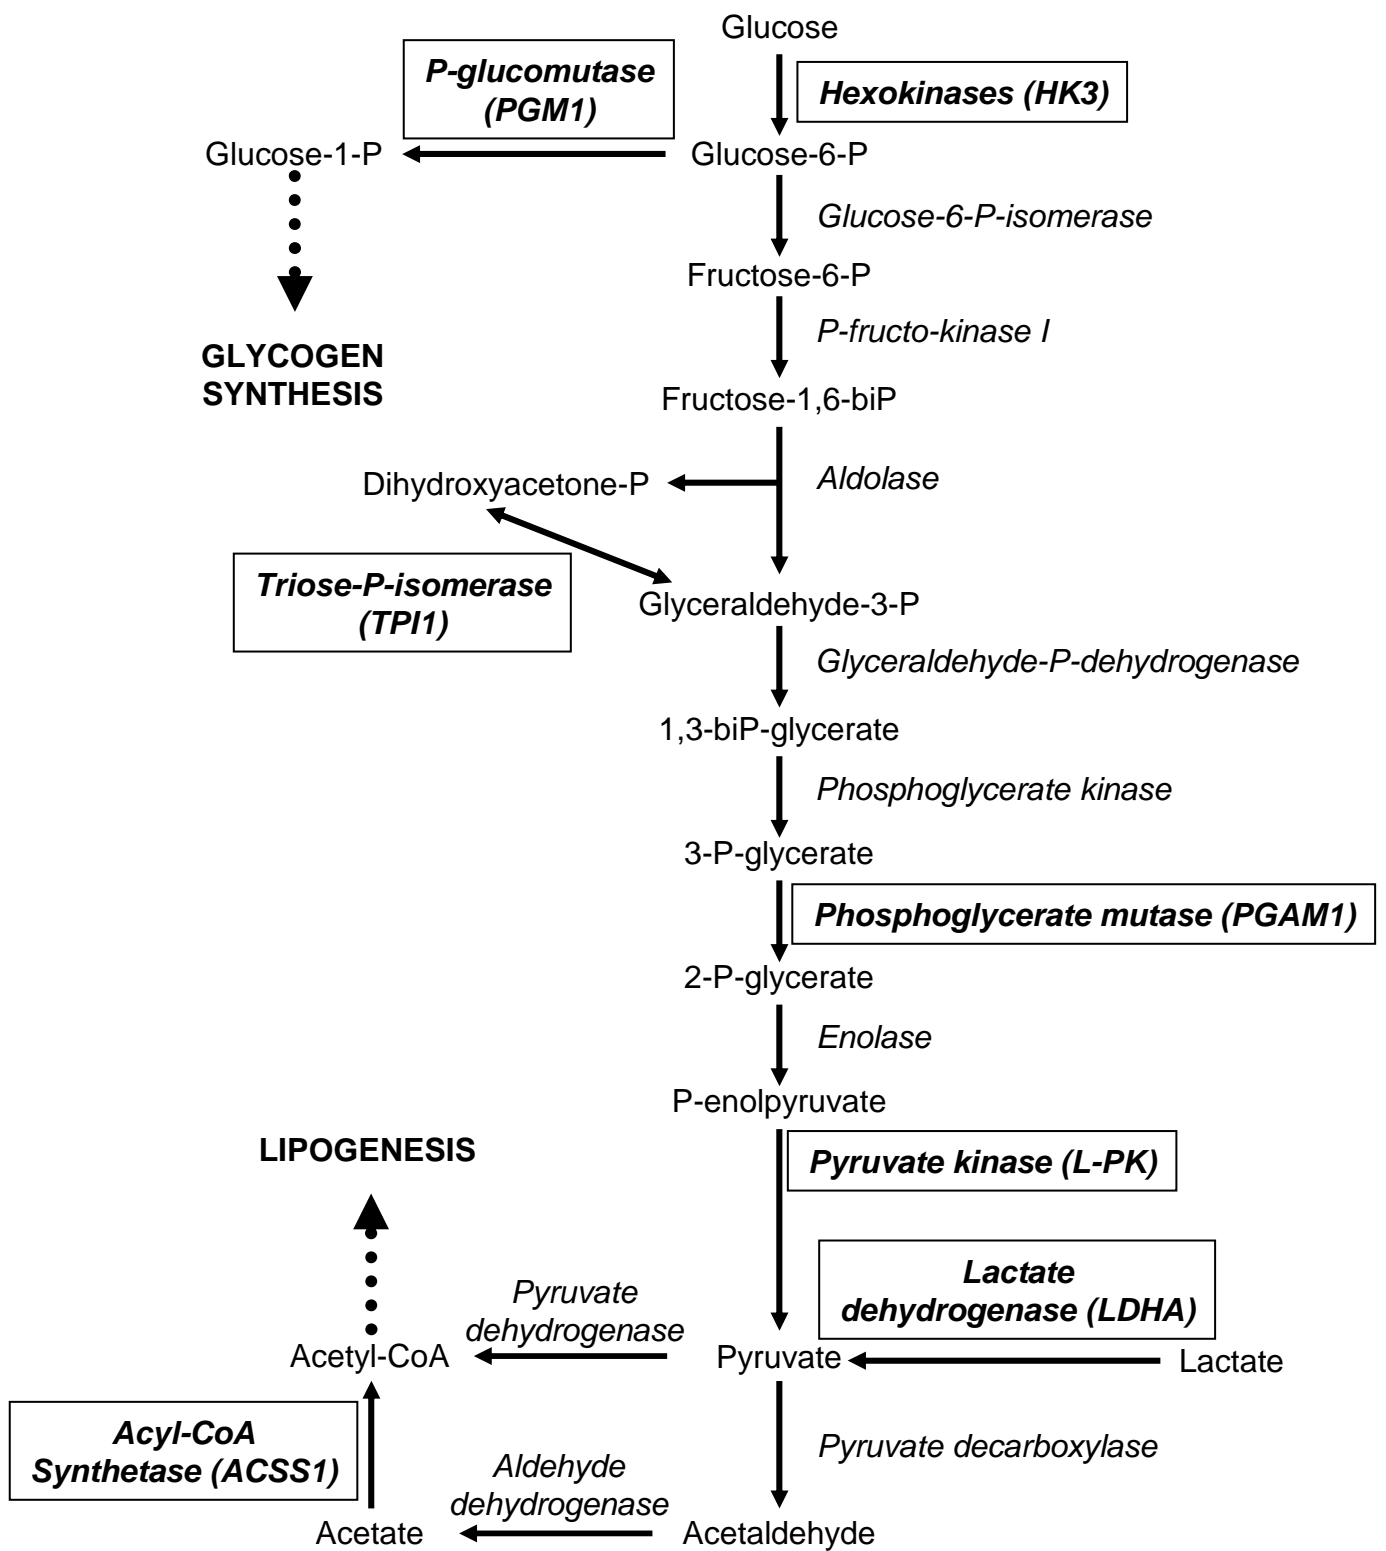 Glucose
P-glucomutase
(PGM1)
Hexokinases (HK3)
Glucose-1-P
Glucose-6-P
Glucose-6-P-isomerase
Fructose-6-P
P-fructo-kinase I
GLYCOGEN
SYNTHESIS
Fructose-1,6-biP
Dihydroxyacetone-P
Aldolase
Triose-P-isomerase
(TPI1)
Glyceraldehyde-3-P
Glyceraldehyde-P-dehydrogenase
1,3-biP-glycerate
Phosphoglycerate kinase
3-P-glycerate
Phosphoglycerate mutase (PGAM1)
2-P-glycerate
Enolase
P-enolpyruvate
LIPOGENESIS
Pyruvate kinase (L-PK)
Lactate
dehydrogenase (LDHA)
Pyruvate
dehydrogenase
Acetyl-CoA
Pyruvate
Lactate
Acyl-CoA
Synthetase (ACSS1)
Pyruvate decarboxylase
Aldehyde
dehydrogenase
Acetate
Acetaldehyde